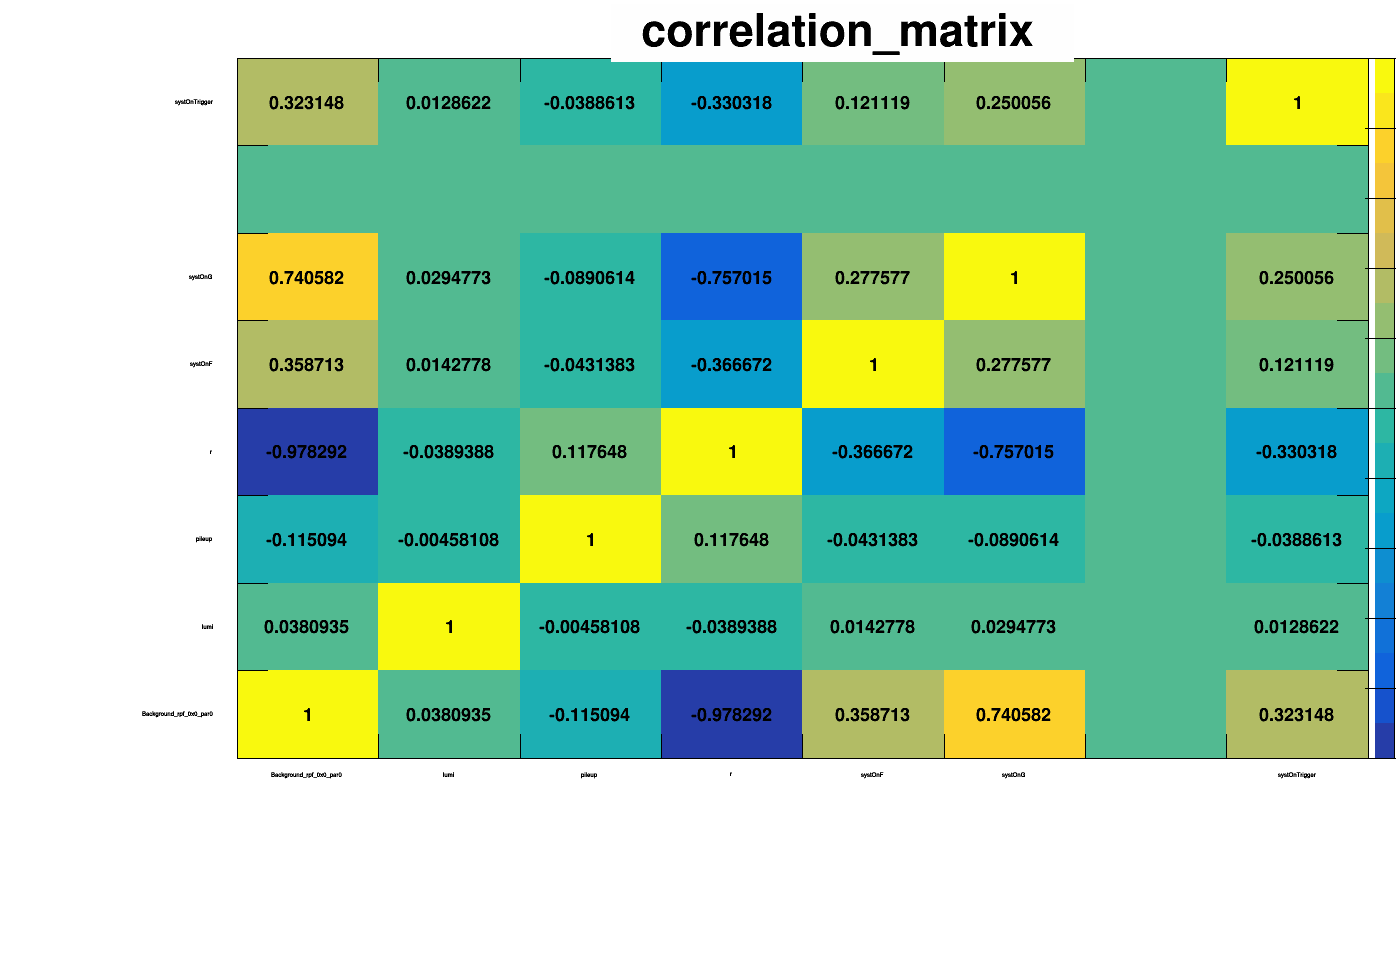 correlation_matrix
systOnTrigger 0.323148 0.0128622 -0.0388613 -0.330318 0.121119 0.250056 1
systOnG 0.740582 0.0294773 -0.0890614 -0.757015 0.277577 1 0.250056
systOnF 0.358713 0.0142778 -0.0431383 -0.366672 1 0.277577 0.121119
r -0.978292 -0.0389388 0.117648 1 -0.366672 -0.757015 -0.330318
pileup -0.115094 -0.00458108 1 0.117648 -0.0431383 -0.0890614 -0.0388613
lumi 0.0380935 1 -0.00458108 -0.0389388 0.0142778 0.0294773 0.0128622
Background_rpf_0x0_par0 1 0.0380935 -0.115094 -0.978292 0.358713 0.740582 0.323148
Background_rpf_0x0_par0 lumi pileup r systOnF systOnG systOnTrigger